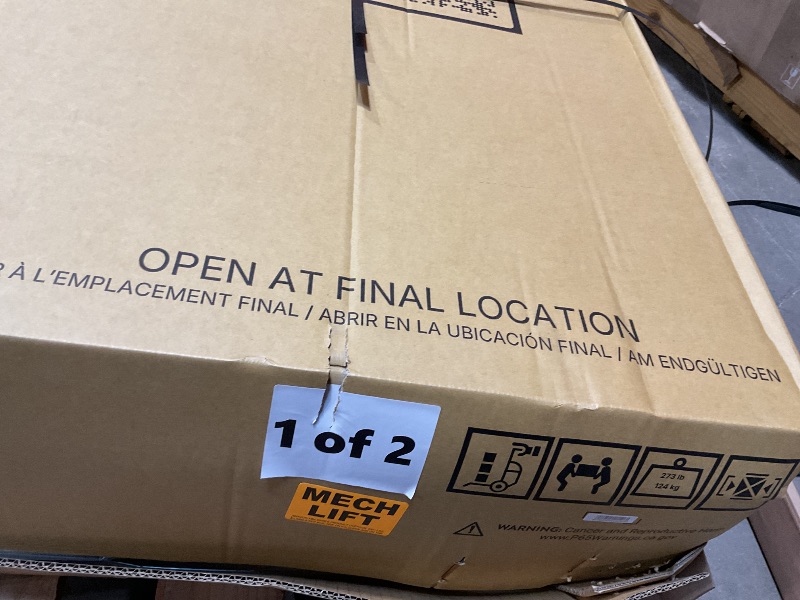 OPEN AT FINAL LOCATION
À L'EMPLACEMENT FINAL / ABRIR EN LA UBICACIÓN FINAL / AM ENDGÜLTIGEN
1 of 2
MECH
LIFT
273 lb
124 kg
WARNING: Cancer and Reproductive Harm
www.P65Warnings.ca.gov